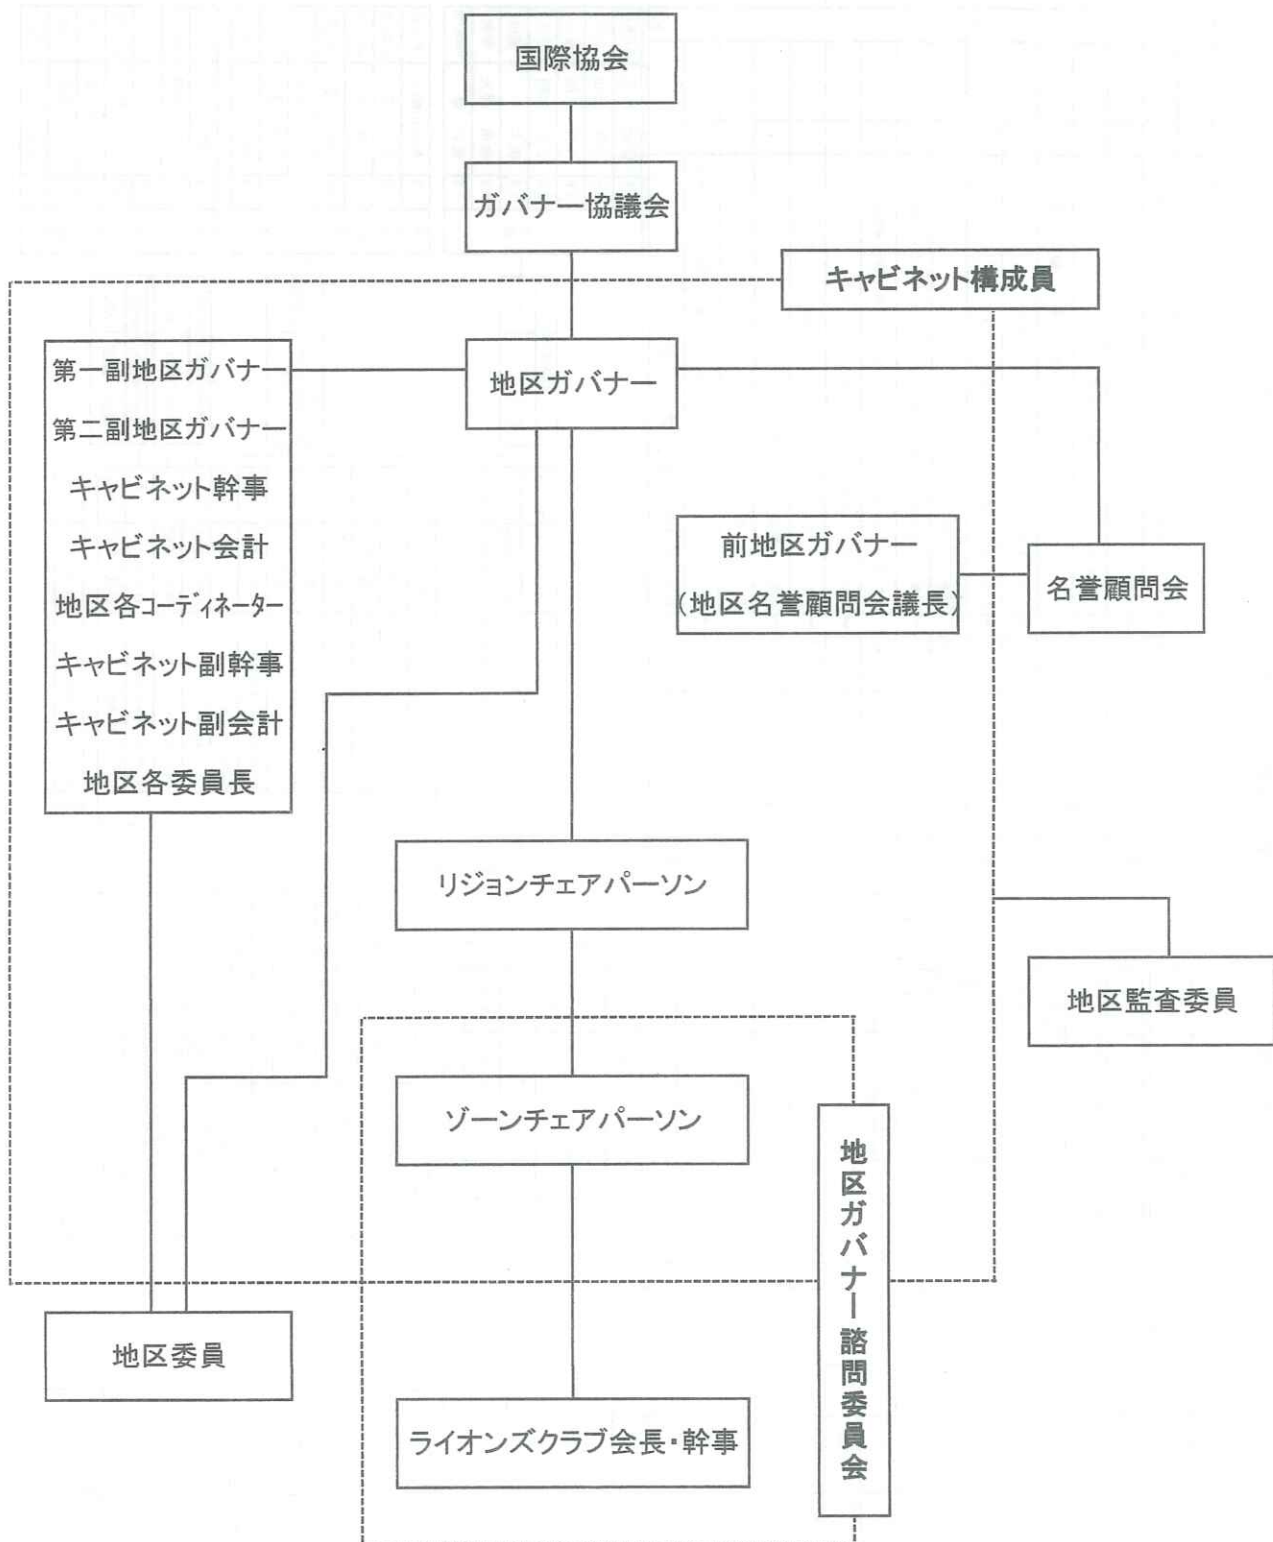 国際協会
ガバナー協議会
キャビネット構成員
第一副地区ガバナー
第二副地区ガバナー
キャビネット幹事
キャビネット会計
地区各コーディネーター
キャビネット副幹事
キャビネット副会計
地区各委員長
地区ガバナー
前地区ガバナー
(地区名誉顧問会議長)
名誉顧問会
リジョンチェアパーソン
地区監査委員
ゾーンチェアパーソン
地区ガバナー諮問委員会
地区委員
ライオンズクラブ会長・幹事